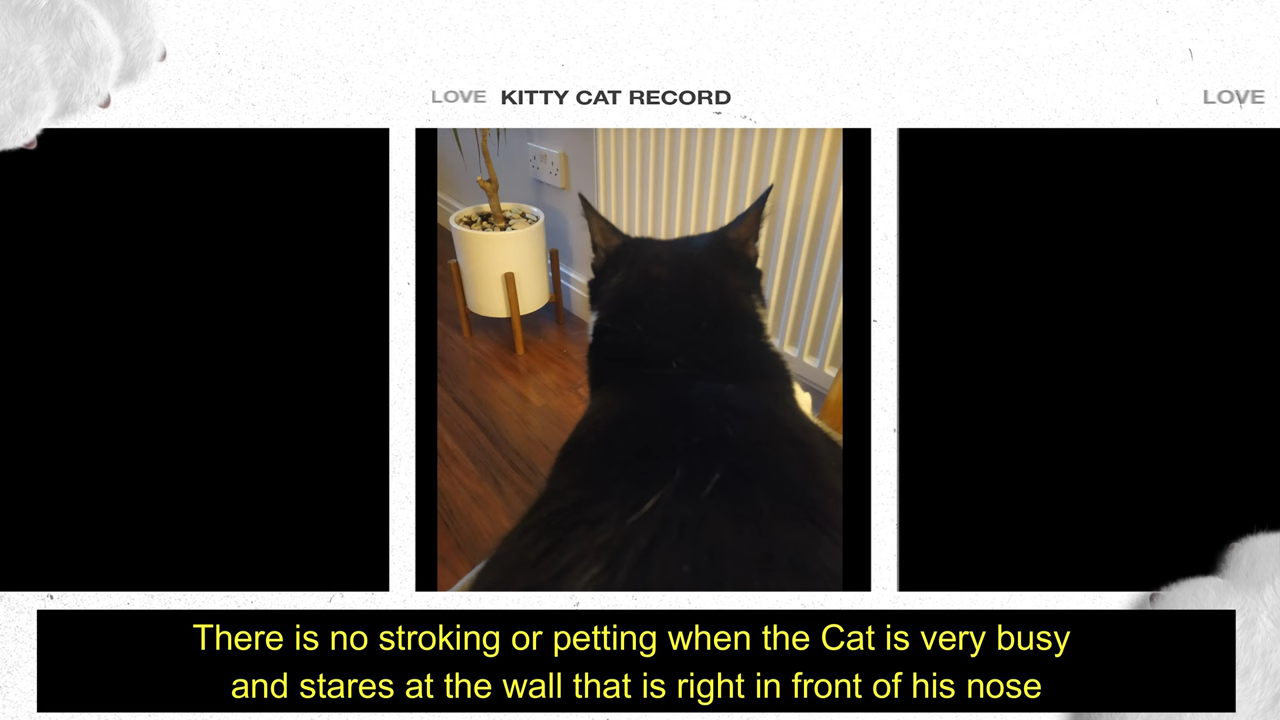 LOVE KITTY CAT RECORD LOVE
There is no stroking or petting when the Cat is very busy
and stares at the wall that is right in front of his nose